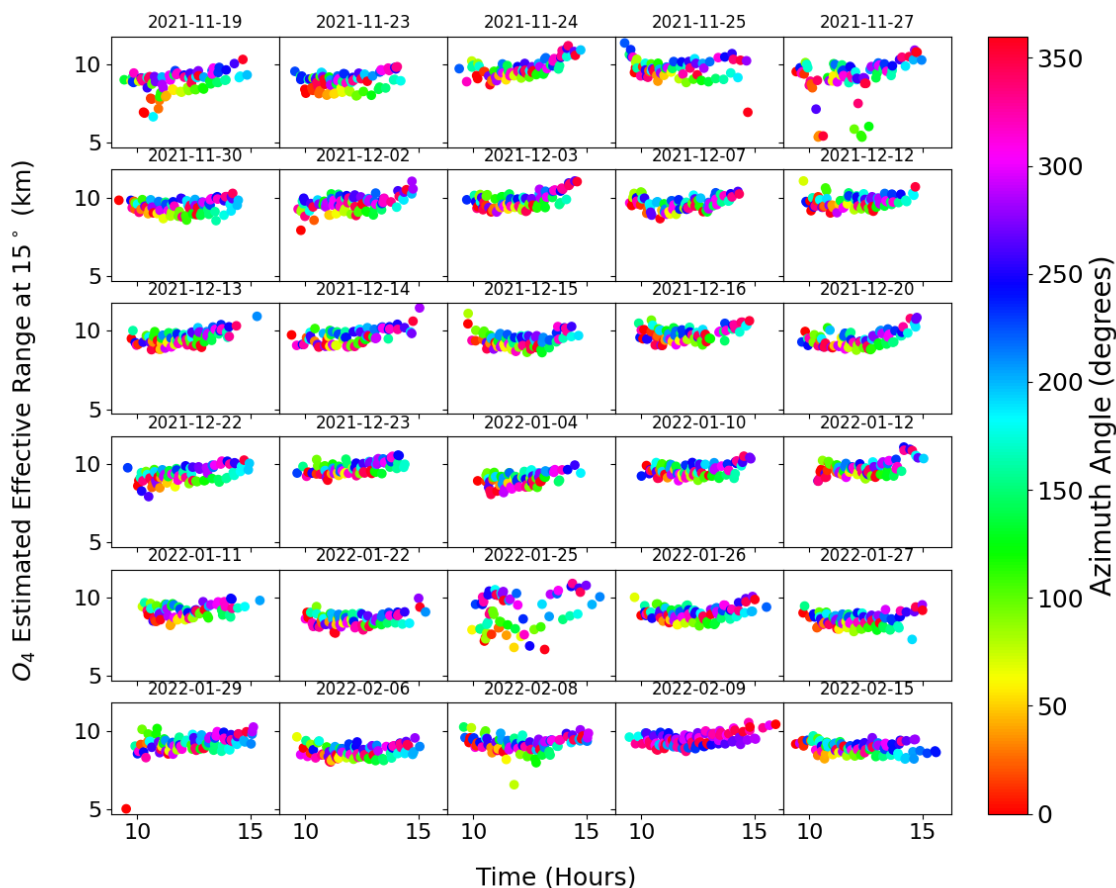 2021-11-19 2021-11-23 2021-11-24 2021-11-25 2021-11-27
10
5
2021-11-30 2021-12-02 2021-12-03 2021-12-07 2021-12-12
10
5
2021-12-13 2021-12-14 2021-12-15 2021-12-16 2021-12-20
10
5
2021-12-22 2021-12-23 2022-01-04 2022-01-10 2022-01-12
10
5
2022-01-11 2022-01-22 2022-01-25 2022-01-26 2022-01-27
10
5
2022-01-29 2022-02-06 2022-02-08 2022-02-09 2022-02-15
10
5
10 15 10 15 10 15 10 15 10 15
Time (Hours)
O₄ Estimated Effective Range at 15° (km)
350
300
250
200
150
100
50
0
Azimuth Angle (degrees)